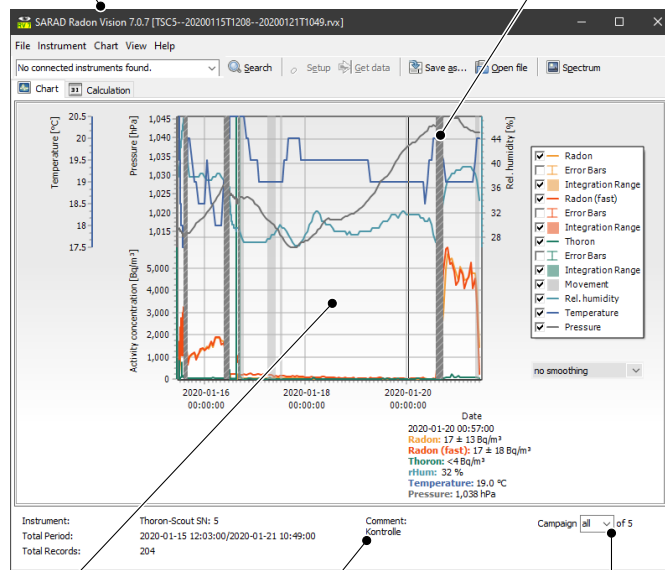 SARAD Radon Vision 7.0.7 [TSC5--20200115T1208--20200121T1049.rvx]
File Instrument Chart View Help
No connected instruments found. Search Setup Get data Save as... Open file Spectrum
Chart 31 Calculation
Temperature [°C]
20.5
20
19.5
19
18.5
18
17.5
Pressure [hPa]
1,045
1,040
1,035
1,030
1,025
1,020
1,015
Activity concentration [Bq/m³]
5,000
4,000
3,000
2,000
1,000
0
Rel. humidity [%]
44
40
36
32
28
2020-01-16 2020-01-18 2020-01-20
00:00:00 00:00:00 00:00:00
Date
Radon
Error Bars
Integration Range
Radon (fast)
Error Bars
Integration Range
Thoron
Error Bars
Integration Range
Movement
Rel. humidity
Temperature
Pressure
no smoothing
2020-01-20 00:57:00
Radon: 17 ± 13 Bq/m³
Radon (fast): 17 ± 18 Bq/m³
Thoron: <4 Bq/m³
rHum: 32 %
Temperature: 19.0 °C
Pressure: 1,038 hPa
Instrument: Thoron-Scout SN: 5
Total Period: 2020-01-15 12:03:00/2020-01-21 10:49:00
Total Records: 204
Comment:
Kontrolle
Campaign all of 5